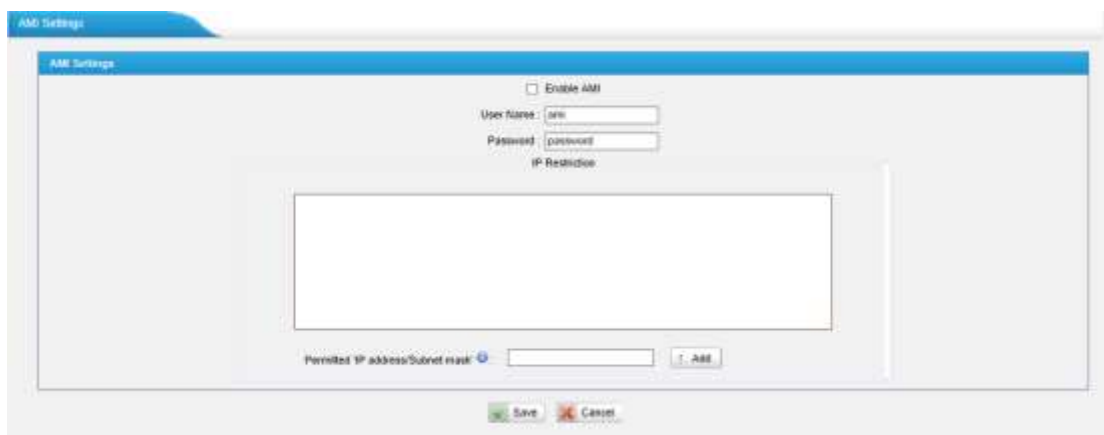 AMI Settings
AMI Settings
Enable AMI
User Name : ami
Password : password
IP Restriction
Permitted 'IP address/Subnet mask'
↑ Add
Save Cancel